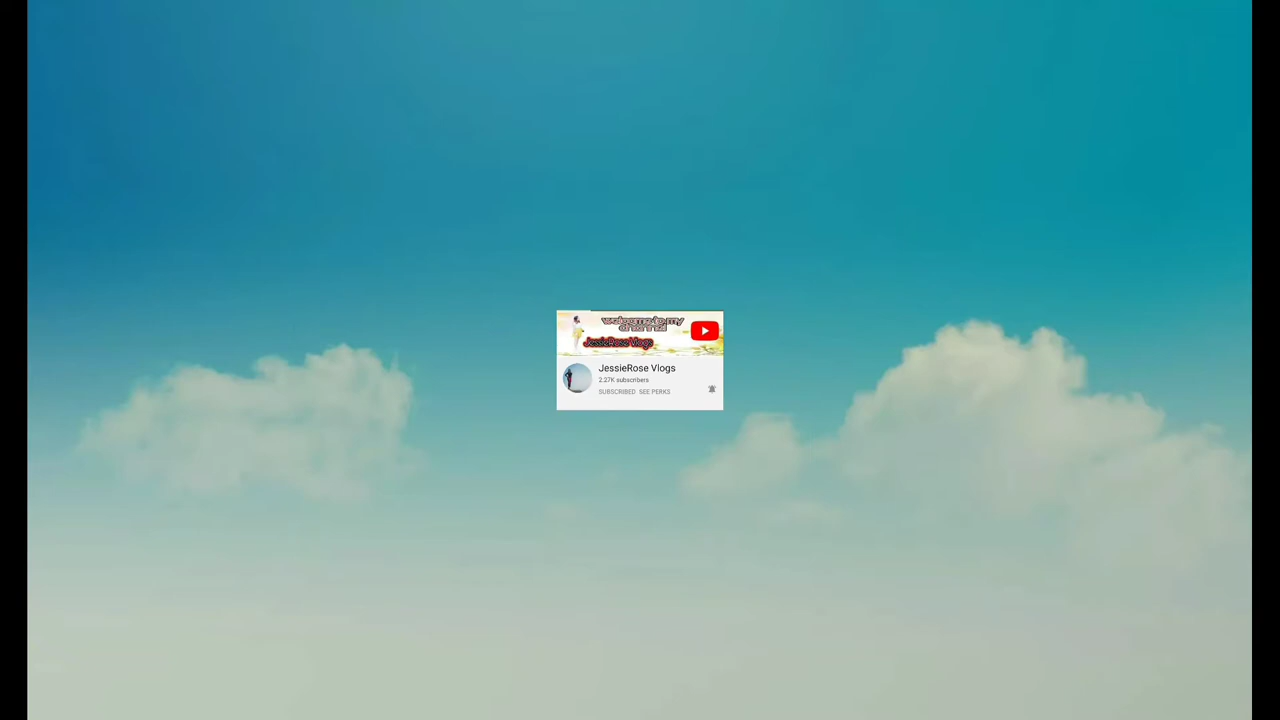 welcome to my
channel
JessieRose Vlogs
JessieRose Vlogs
2.27K subscribers
SUBSCRIBED SEE PERKS